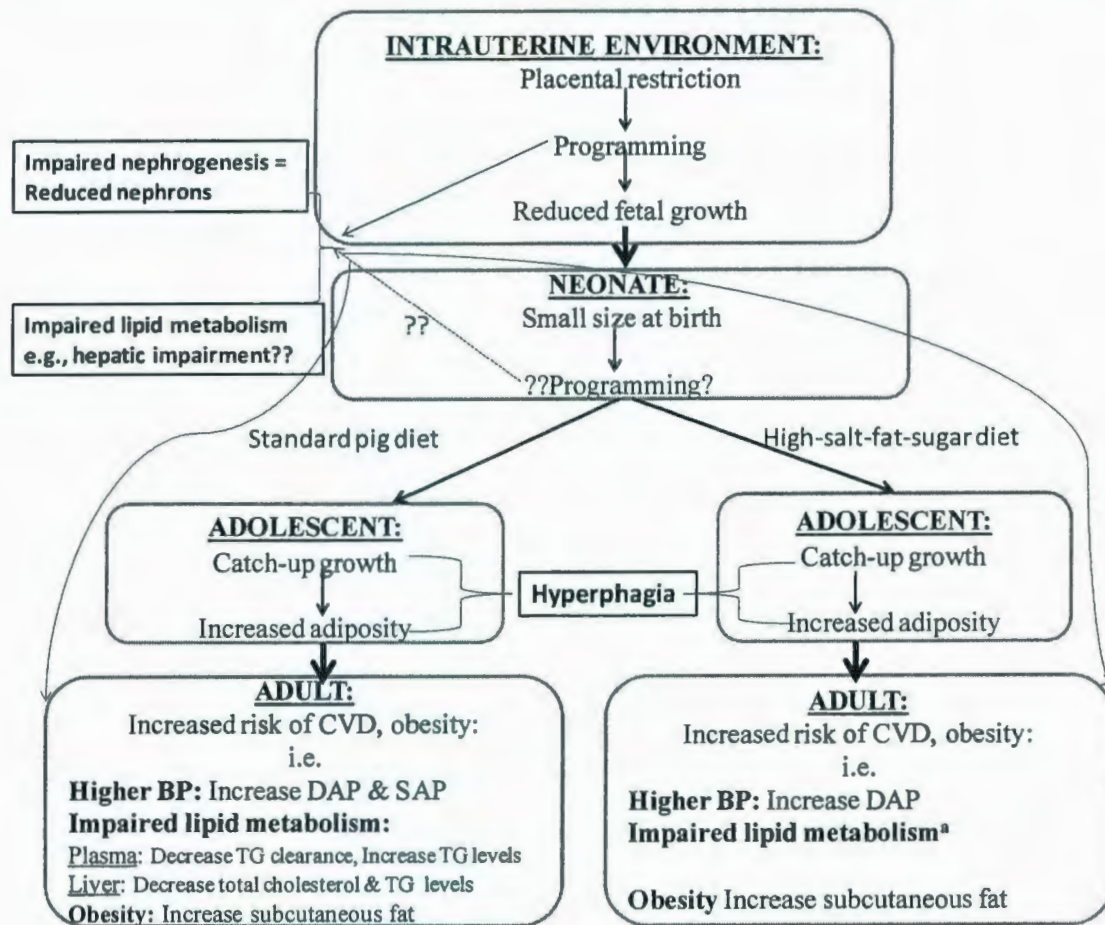 INTRAUTERINE ENVIRONMENT:
Placental restriction
Programming
Reduced fetal growth
Impaired nephrogenesis =
Reduced nephrons
Impaired lipid metabolism
e.g., hepatic impairment??
NEONATE:
Small size at birth
??
??Programming?
Standard pig diet
High-salt-fat-sugar diet
ADOLESCENT:
Catch-up growth
Increased adiposity
Hyperphagia
ADOLESCENT:
Catch-up growth
Increased adiposity
ADULT:
Increased risk of CVD, obesity:
i.e.
Higher BP: Increase DAP & SAP
Impaired lipid metabolism:
Plasma: Decrease TG clearance, Increase TG levels
Liver: Decrease total cholesterol & TG levels
Obesity: Increase subcutaneous fat
ADULT:
Increased risk of CVD, obesity:
i.e.
Higher BP: Increase DAP
Impaired lipid metabolismᵃ
Obesity Increase subcutaneous fat